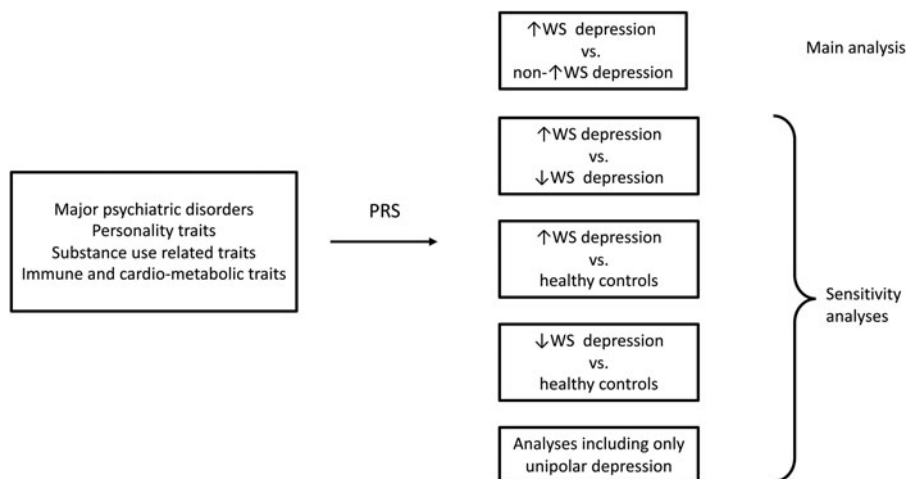 ↑WS depression
vs.
non-↑WS depression
Main analysis
↑WS depression
vs.
↓WS depression
Major psychiatric disorders
Personality traits
Substance use related traits
Immune and cardio-metabolic traits
PRS
↑WS depression
vs.
healthy controls
Sensitivity
analyses
↓WS depression
vs.
healthy controls
Analyses including only
unipolar depression